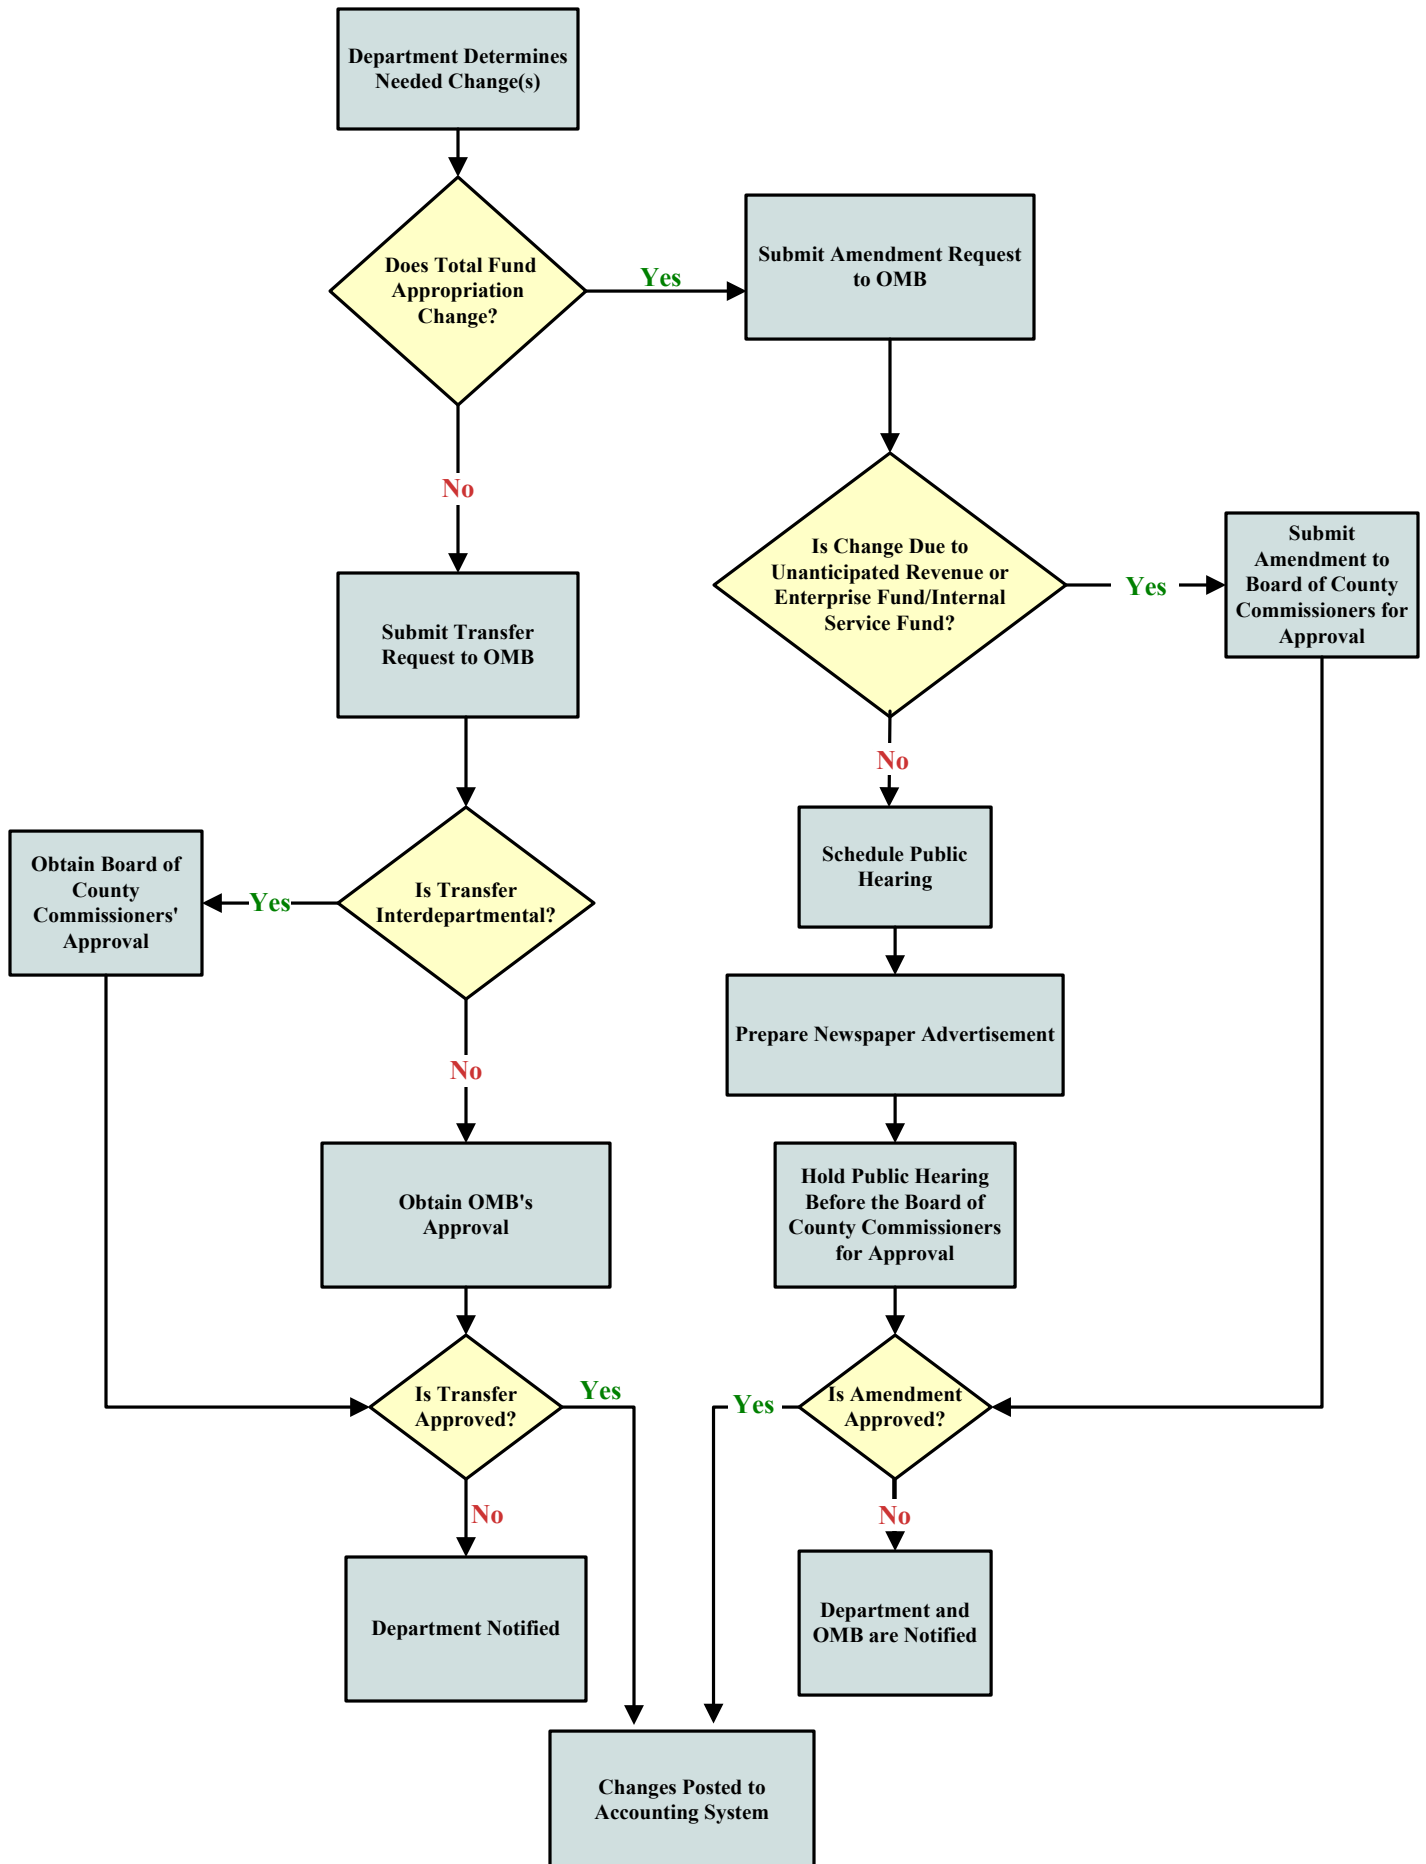 Department Determines
Needed Change(s)
Does Total Fund
Appropriation
Change?
Yes
Submit Amendment Request
to OMB
No
Is Change Due to
Unanticipated Revenue or
Enterprise Fund/Internal
Service Fund?
Yes
Submit
Amendment to
Board of County
Commissioners for
Approval
Submit Transfer
Request to OMB
No
Schedule Public
Hearing
Obtain Board of
County
Commissioners'
Approval
Yes
Is Transfer
Interdepartmental?
Prepare Newspaper Advertisement
No
Obtain OMB's
Approval
Hold Public Hearing
Before the Board of
County Commissioners
for Approval
Is Transfer
Approved?
Yes
Yes
Is Amendment
Approved?
No
No
Department Notified
Department and
OMB are Notified
Changes Posted to
Accounting System